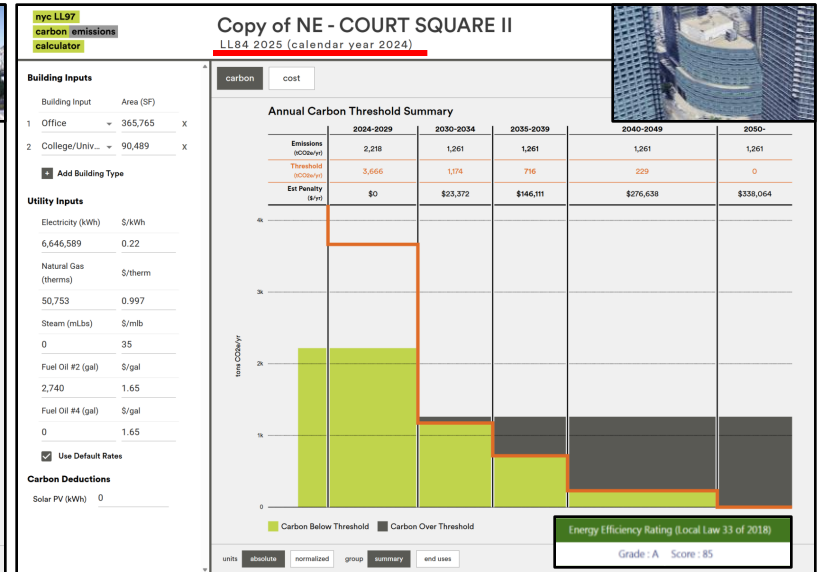 nyc LL97
carbon emissions
calculator
Copy of NE - COURT SQUARE II
LL84 2025 (calendar year 2024)
Building Inputs
Building Input Area (SF)
1 Office 365,765 x
2 College/Univ... 90,489 x
+ Add Building Type
Utility Inputs
Electricity (kWh) $/kWh
6,646,589 0.22
Natural Gas (therms) $/therm
50,753 0.997
Steam (mLbs) $/mlb
0 35
Fuel Oil #2 (gal) $/gal
2,740 1.65
Fuel Oil #4 (gal) $/gal
0 1.65
Use Default Rates
Carbon Deductions
Solar PV (kWh) 0
carbon cost
Annual Carbon Threshold Summary
2024-2029 2030-2034 2035-2039 2040-2049 2050-
Emissions (tCO2e/yr) 2,218 1,261 1,261 1,261 1,261
Threshold (tCO2e/yr) 3,666 1,174 716 229 0
Est Penalty ($/yr) $0 $23,372 $146,111 $276,638 $338,064
4k
3k
2k
1k
0
tons CO2e/yr
Carbon Below Threshold Carbon Over Threshold
Energy Efficiency Rating (Local Law 33 of 2018)
Grade : A Score : 85
units absolute normalized group summary end uses